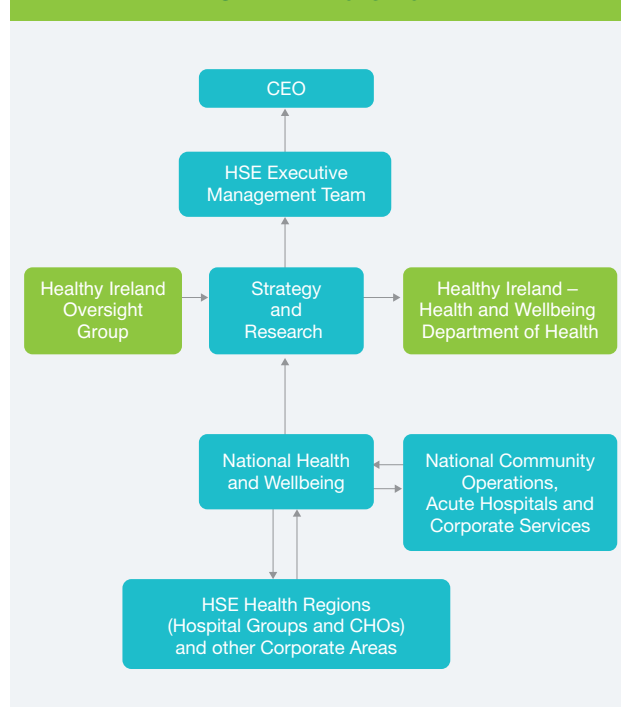 CEO
HSE Executive
Management Team
Healthy Ireland
Oversight
Group
Strategy
and
Research
Healthy Ireland –
Health and Wellbeing
Department of Health
National Health
and Wellbeing
National Community
Operations,
Acute Hospitals and
Corporate Services
HSE Health Regions
(Hospital Groups and CHOs)
and other Corporate Areas